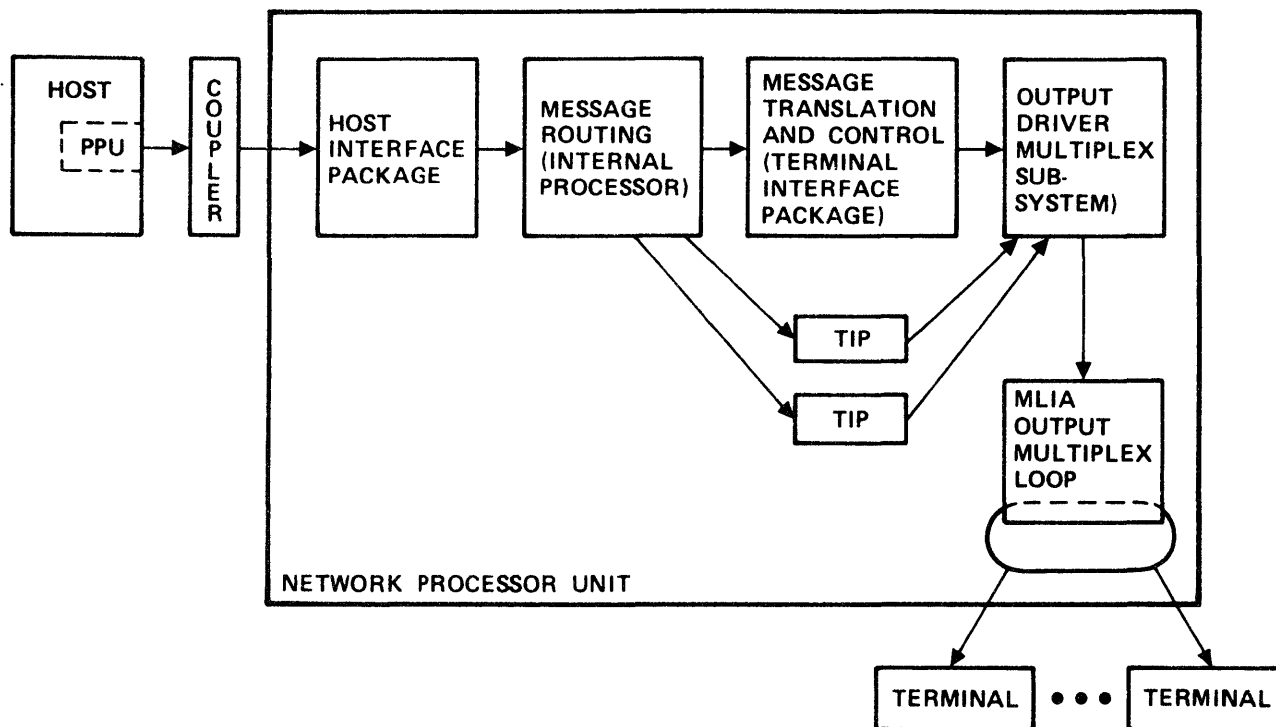 HOST
PPU
COUPLER
HOST
INTERFACE
PACKAGE
MESSAGE
ROUTING
(INTERNAL
PROCESSOR)
MESSAGE
TRANSLATION
AND CONTROL
(TERMINAL
INTERFACE
PACKAGE)
OUTPUT
DRIVER
MULTIPLEX
SUB-
SYSTEM)
TIP
TIP
MLIA
OUTPUT
MULTIPLEX
LOOP
NETWORK PROCESSOR UNIT
TERMINAL
TERMINAL